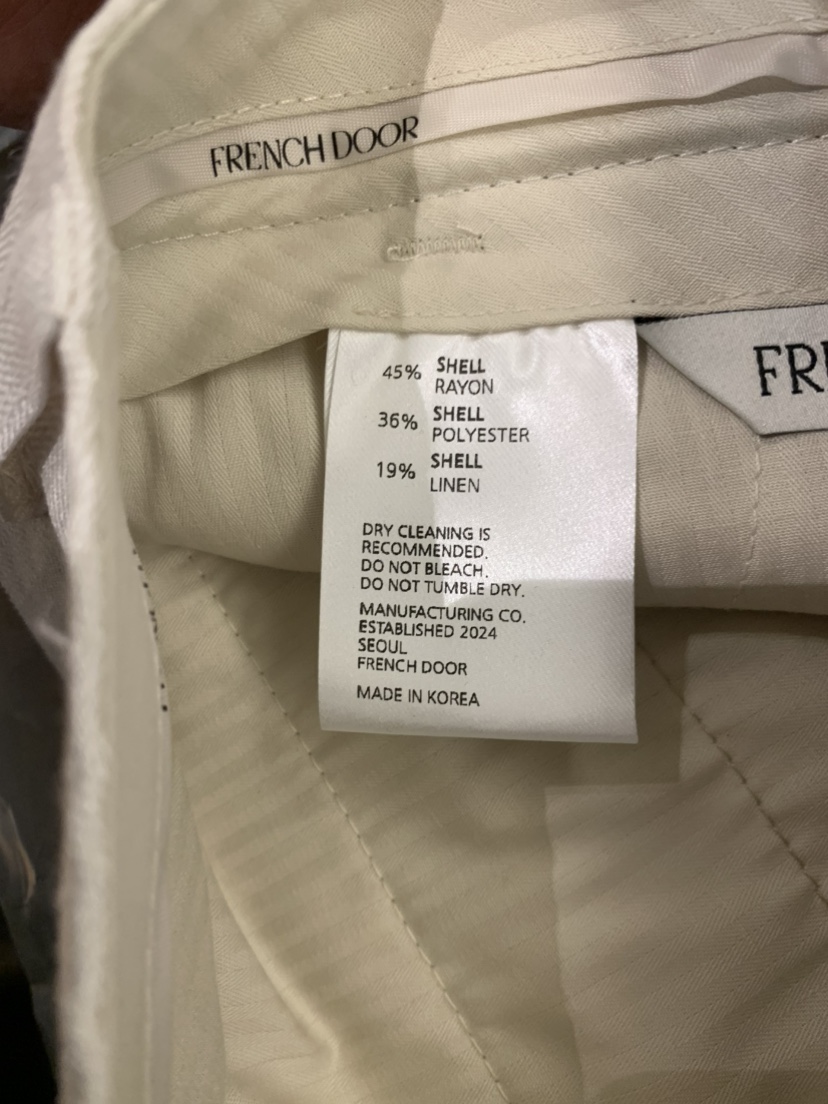 FRENCH DOOR
45% SHELL
RAYON
36% SHELL
POLYESTER
19% SHELL
LINEN
DRY CLEANING IS
RECOMMENDED.
DO NOT BLEACH.
DO NOT TUMBLE DRY.
MANUFACTURING CO.
ESTABLISHED 2024
SEOUL
FRENCH DOOR
MADE IN KOREA